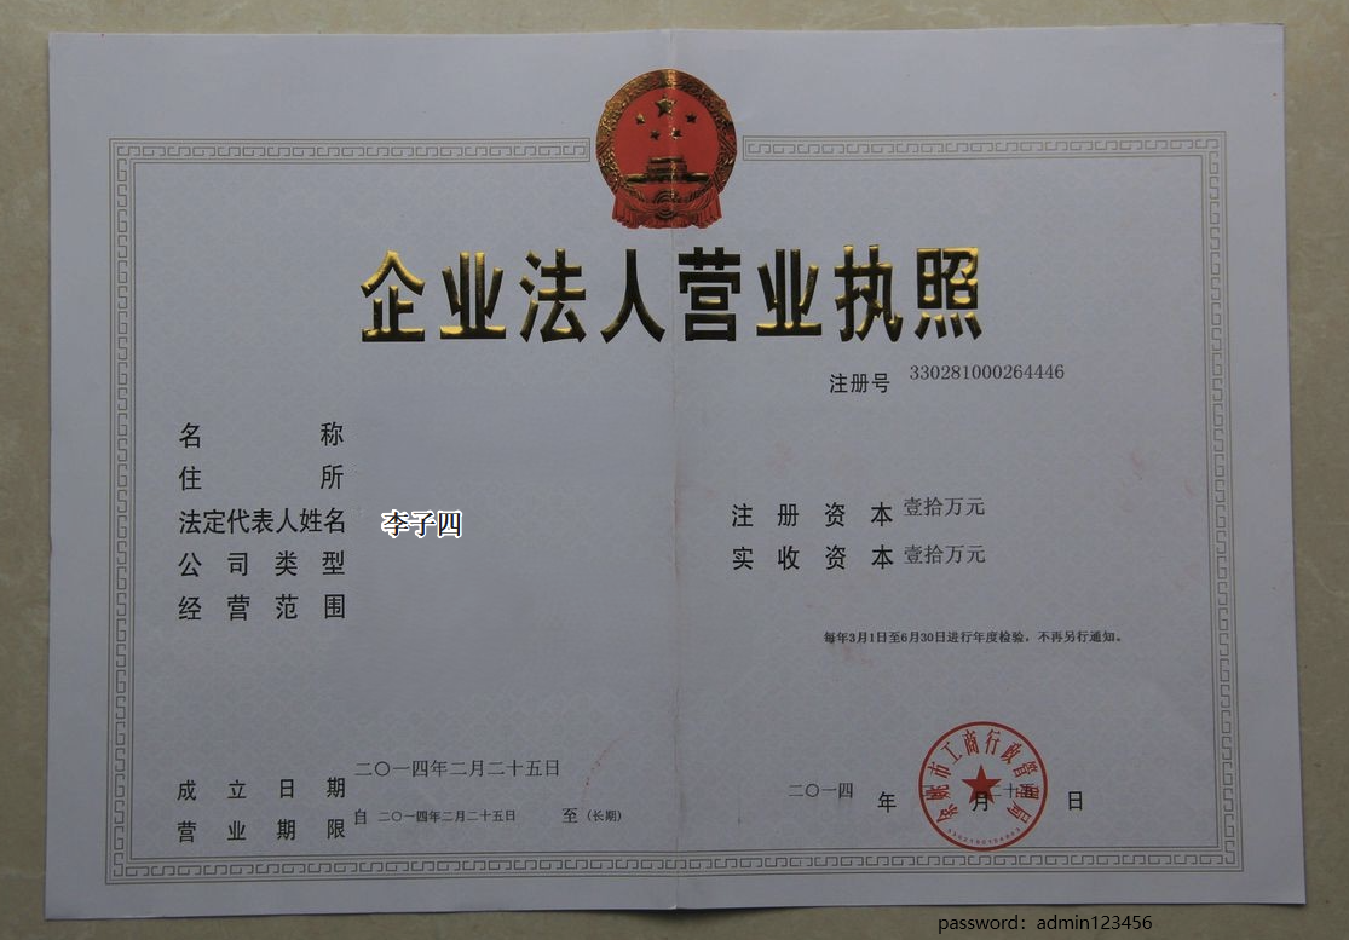 企业法人营业执照
注册号 330281000264446
名称
住所
法定代表人姓名 李子四
公司类型
经营范围
注册资本 壹拾万元
实收资本 壹拾万元
每年3月1日至6月30日进行年度检验，不再另行通知。
成立日期 二〇一四年二月二十五日
营业期限 自 二〇一四年二月二十五日 至（长期）
二〇一四 年 月 日
余姚市工商行政管理局
password：admin123456